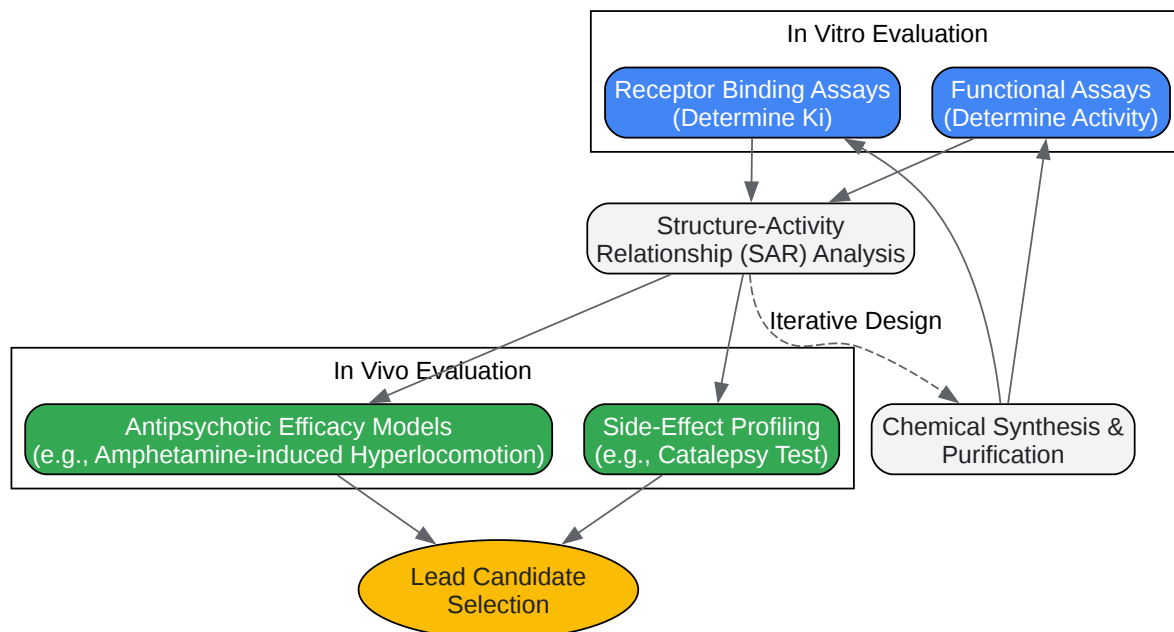 In Vitro Evaluation
Receptor Binding Assays
(Determine Ki)
Functional Assays
(Determine Activity)
Structure-Activity
Relationship (SAR) Analysis
Iterative Design
In Vivo Evaluation
Antipsychotic Efficacy Models
(e.g., Amphetamine-induced Hyperlocomotion)
Side-Effect Profiling
(e.g., Catalepsy Test)
Chemical Synthesis &
Purification
Lead Candidate
Selection